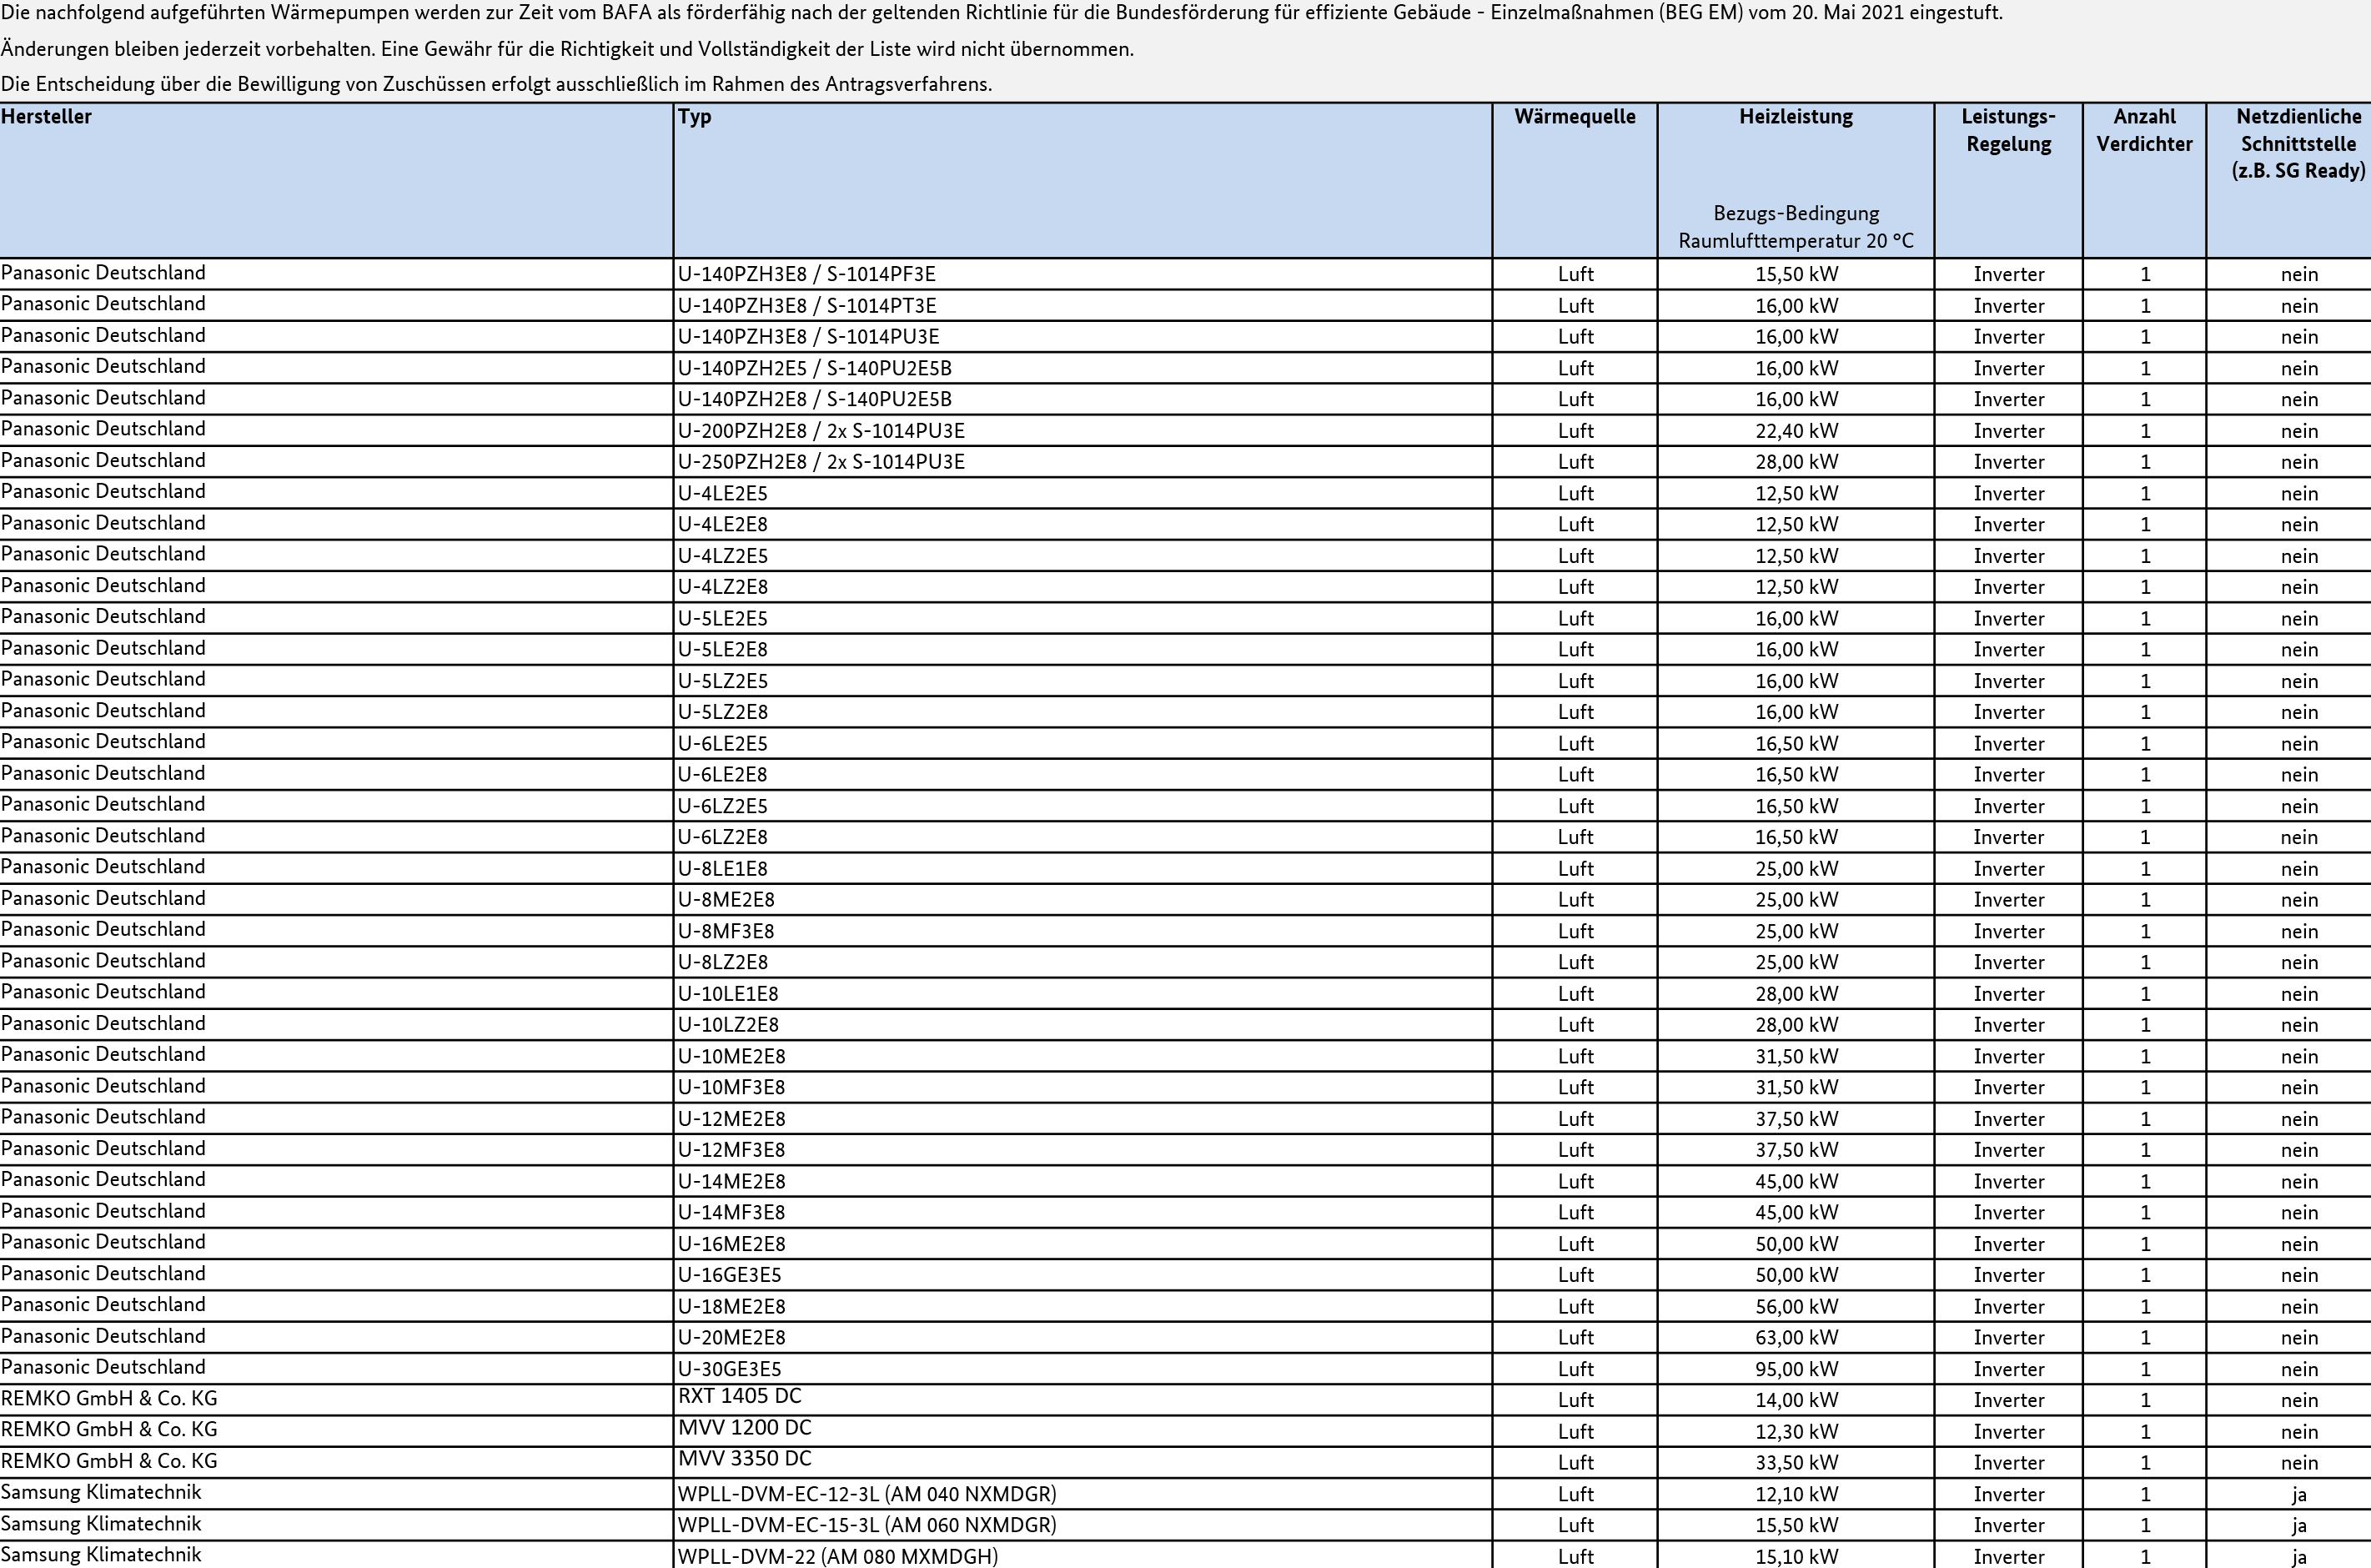 Die nachfolgend aufgeführten Wärmepumpen werden zur Zeit vom BAFA als förderfähig nach der geltenden Richtlinie für die Bundesförderung für effiziente Gebäude - Einzelmaßnahmen (BEG EM) vom 20. Mai 2021 eingestuft.
Änderungen bleiben jederzeit vorbehalten. Eine Gewähr für die Richtigkeit und Vollständigkeit der Liste wird nicht übernommen.
Die Entscheidung über die Bewilligung von Zuschüssen erfolgt ausschließlich im Rahmen des Antragsverfahrens.
Hersteller Typ Wärmequelle Heizleistung Leistungs- Anzahl Netzdienliche
Regelung Verdichter Schnittstelle
(z.B. SG Ready)
Bezugs-Bedingung
Raumlufttemperatur 20 °C
Panasonic Deutschland U-140PZH3E8 / S-1014PF3E Luft 15,50 kW Inverter 1 nein
Panasonic Deutschland U-140PZH3E8 / S-1014PT3E Luft 16,00 kW Inverter 1 nein
Panasonic Deutschland U-140PZH3E8 / S-1014PU3E Luft 16,00 kW Inverter 1 nein
Panasonic Deutschland U-140PZH2E5 / S-140PU2E5B Luft 16,00 kW Inverter 1 nein
Panasonic Deutschland U-140PZH2E8 / S-140PU2E5B Luft 16,00 kW Inverter 1 nein
Panasonic Deutschland U-200PZH2E8 / 2x S-1014PU3E Luft 22,40 kW Inverter 1 nein
Panasonic Deutschland U-250PZH2E8 / 2x S-1014PU3E Luft 28,00 kW Inverter 1 nein
Panasonic Deutschland U-4LE2E5 Luft 12,50 kW Inverter 1 nein
Panasonic Deutschland U-4LE2E8 Luft 12,50 kW Inverter 1 nein
Panasonic Deutschland U-4LZ2E5 Luft 12,50 kW Inverter 1 nein
Panasonic Deutschland U-4LZ2E8 Luft 12,50 kW Inverter 1 nein
Panasonic Deutschland U-5LE2E5 Luft 16,00 kW Inverter 1 nein
Panasonic Deutschland U-5LE2E8 Luft 16,00 kW Inverter 1 nein
Panasonic Deutschland U-5LZ2E5 Luft 16,00 kW Inverter 1 nein
Panasonic Deutschland U-5LZ2E8 Luft 16,00 kW Inverter 1 nein
Panasonic Deutschland U-6LE2E5 Luft 16,50 kW Inverter 1 nein
Panasonic Deutschland U-6LE2E8 Luft 16,50 kW Inverter 1 nein
Panasonic Deutschland U-6LZ2E5 Luft 16,50 kW Inverter 1 nein
Panasonic Deutschland U-6LZ2E8 Luft 16,50 kW Inverter 1 nein
Panasonic Deutschland U-8LE1E8 Luft 25,00 kW Inverter 1 nein
Panasonic Deutschland U-8ME2E8 Luft 25,00 kW Inverter 1 nein
Panasonic Deutschland U-8MF3E8 Luft 25,00 kW Inverter 1 nein
Panasonic Deutschland U-8LZ2E8 Luft 25,00 kW Inverter 1 nein
Panasonic Deutschland U-10LE1E8 Luft 28,00 kW Inverter 1 nein
Panasonic Deutschland U-10LZ2E8 Luft 28,00 kW Inverter 1 nein
Panasonic Deutschland U-10ME2E8 Luft 31,50 kW Inverter 1 nein
Panasonic Deutschland U-10MF3E8 Luft 31,50 kW Inverter 1 nein
Panasonic Deutschland U-12ME2E8 Luft 37,50 kW Inverter 1 nein
Panasonic Deutschland U-12MF3E8 Luft 37,50 kW Inverter 1 nein
Panasonic Deutschland U-14ME2E8 Luft 45,00 kW Inverter 1 nein
Panasonic Deutschland U-14MF3E8 Luft 45,00 kW Inverter 1 nein
Panasonic Deutschland U-16ME2E8 Luft 50,00 kW Inverter 1 nein
Panasonic Deutschland U-16GE3E5 Luft 50,00 kW Inverter 1 nein
Panasonic Deutschland U-18ME2E8 Luft 56,00 kW Inverter 1 nein
Panasonic Deutschland U-20ME2E8 Luft 63,00 kW Inverter 1 nein
Panasonic Deutschland U-30GE3E5 Luft 95,00 kW Inverter 1 nein
REMKO GmbH & Co. KG RXT 1405 DC Luft 14,00 kW Inverter 1 nein
REMKO GmbH & Co. KG MVV 1200 DC Luft 12,30 kW Inverter 1 nein
REMKO GmbH & Co. KG MVV 3350 DC Luft 33,50 kW Inverter 1 nein
Samsung Klimatechnik WPLL-DVM-EC-12-3L (AM 040 NXMDGR) Luft 12,10 kW Inverter 1 ja
Samsung Klimatechnik WPLL-DVM-EC-15-3L (AM 060 NXMDGR) Luft 15,50 kW Inverter 1 ja
Samsung Klimatechnik WPLL-DVM-22 (AM 080 MXMDGH) Luft 15,10 kW Inverter 1 ja